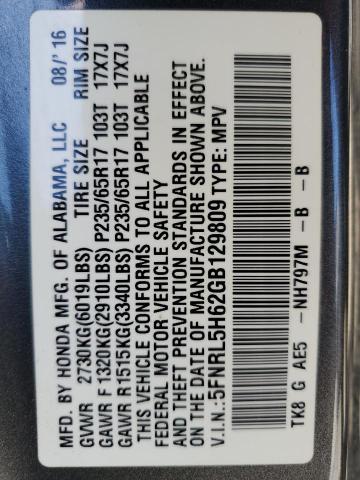 MFD. BY HONDA MFG. OF ALABAMA, LLC 08/'16
GVWR 2730KG(6019LBS) TIRE SIZE RIM SIZE
GAWR F 1320KG(2910LBS) P235/65R17 103T 17X7J
GAWR R1515KG(3340LBS) P235/65R17 103T 17X7J
THIS VEHICLE CONFORMS TO ALL APPLICABLE
FEDERAL MOTOR VEHICLE SAFETY
AND THEFT PREVENTION STANDARDS IN EFFECT
ON THE DATE OF MANUFACTURE SHOWN ABOVE.
V.I.N.:5FNRL5H62GB129809 TYPE: MPV
TK8 G AE5 -NH797M - B - B